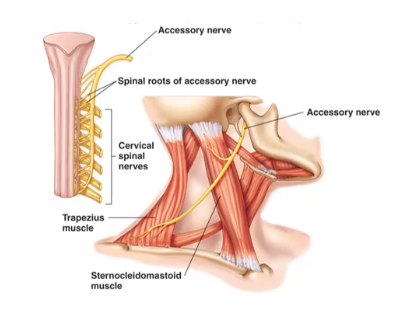 Accessory nerve
Spinal roots of accessory nerve
Accessory nerve
Cervical
spinal
nerves
Trapezius
muscle
Sternocleidomastoid
muscle